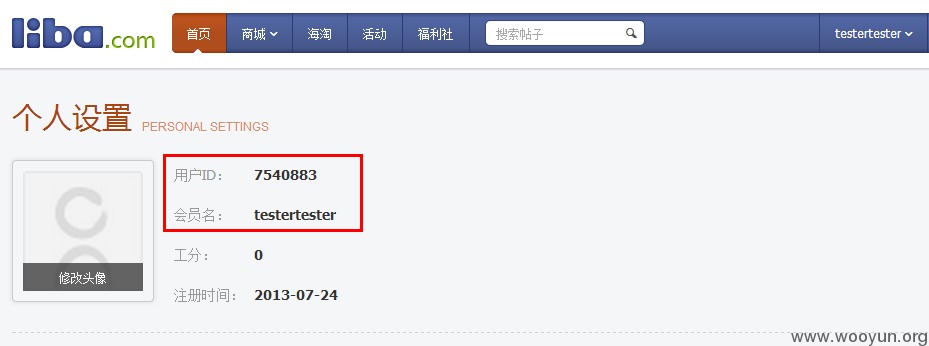 liba.com 首页 商城 海淘 活动 福利社 搜索帖子 testertester
个人设置 PERSONAL SETTINGS
用户ID： 7540883
会员名： testertester
工分： 0
修改头像
注册时间： 2013-07-24
www.wooyun.org